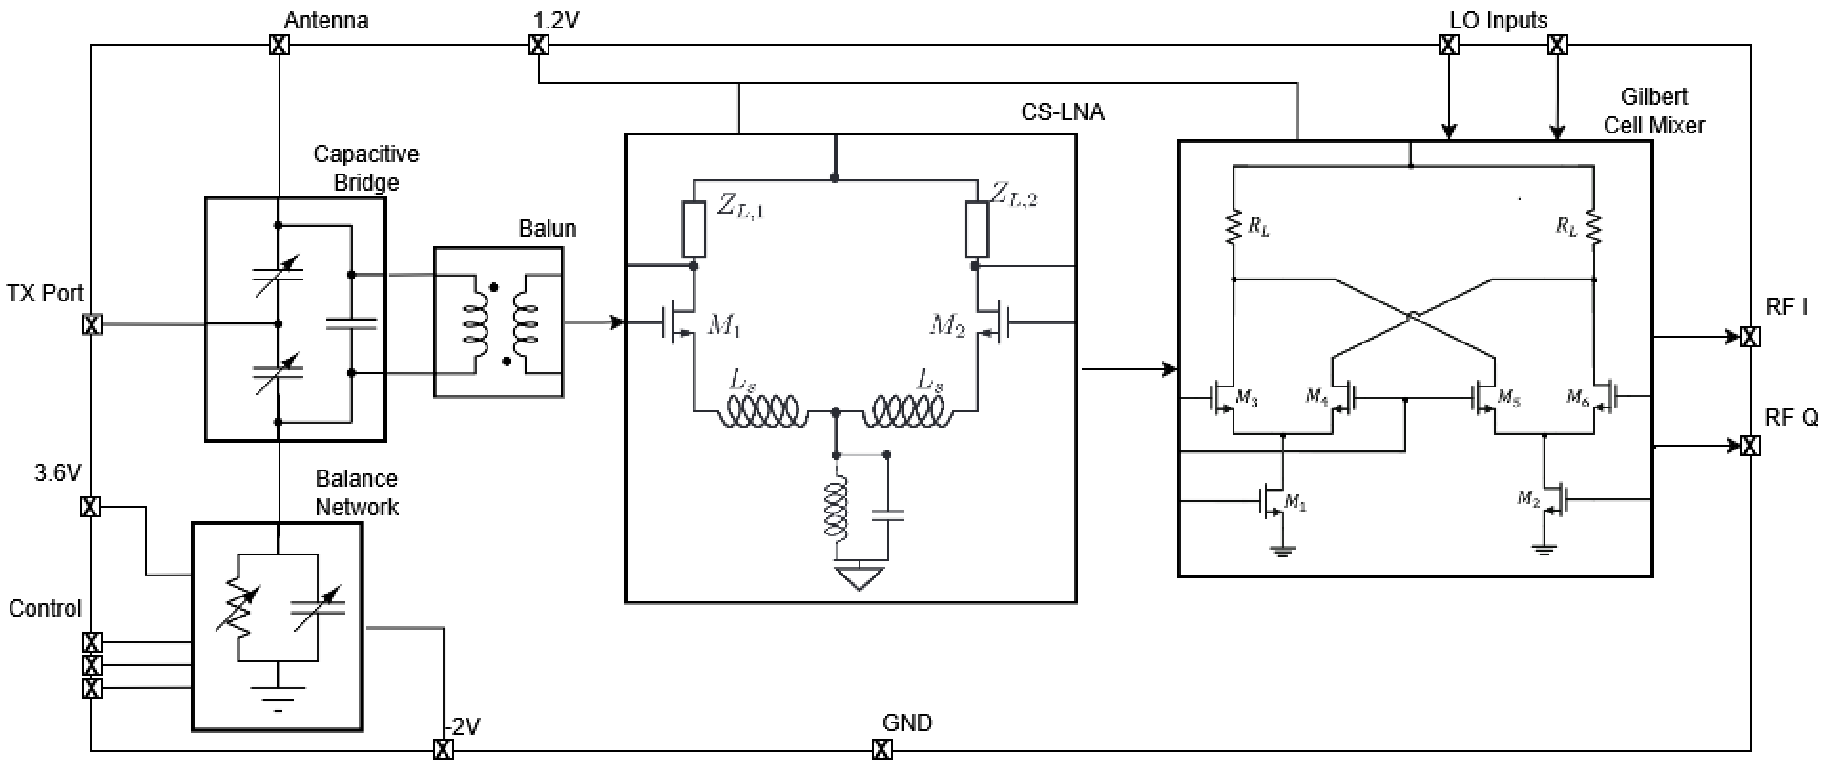 Antenna
1.2V
LO Inputs
CS-LNA
Gilbert
Cell Mixer
Capacitive
Bridge
Balun
Z_{L,1}
Z_{L,2}
R_L
R_L
TX Port
M_1
M_2
RF I
L_s
L_s
M_3
M_4
M_5
M_6
RF Q
3.6V
Balance
Network
M_1
M_2
Control
-2V
GND